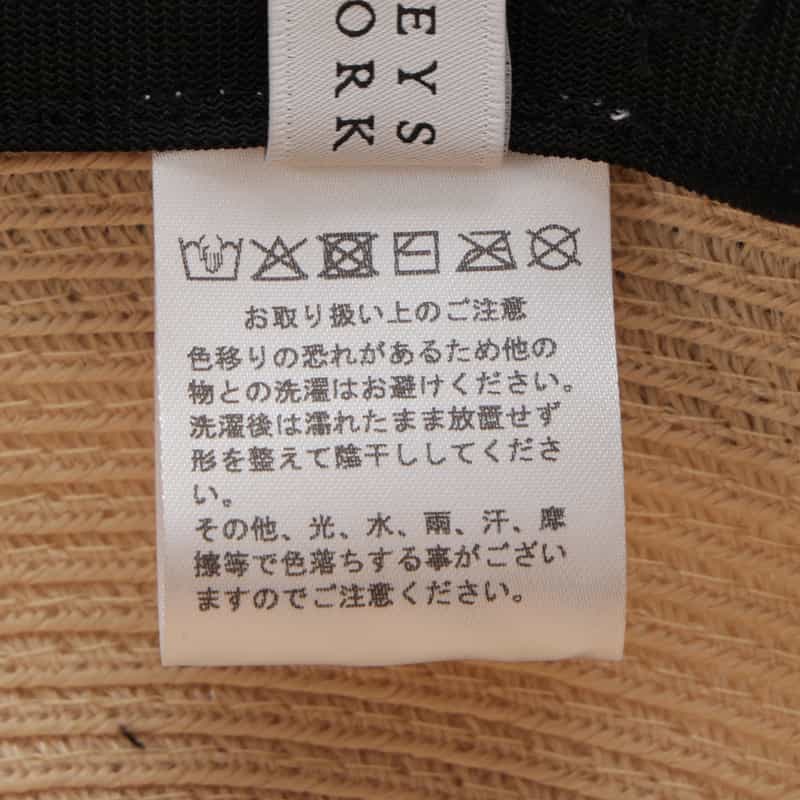 EYS
ORK
お取り扱い上のご注意
色移りの恐れがあるため他の
物との洗濯はお避けください。
洗濯後は濡れたまま放置せず
形を整えて陰干ししてくださ
い。
その他、光、水、雨、汗、摩
擦等で色落ちする事がござい
ますのでご注意ください。